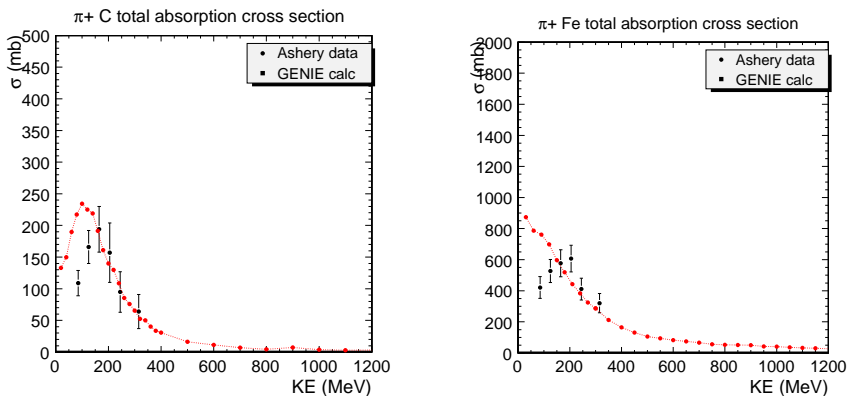 π+ C total absorption cross section
σ (mb)
500
450
400
350
300
250
200
150
100
50
0
0 200 400 600 800 1000 1200
KE (MeV)
Ashery data
GENIE calc
π+ Fe total absorption cross section
σ (mb)
2000
1800
1600
1400
1200
1000
800
600
400
200
0
0 200 400 600 800 1000 1200
KE (MeV)
Ashery data
GENIE calc